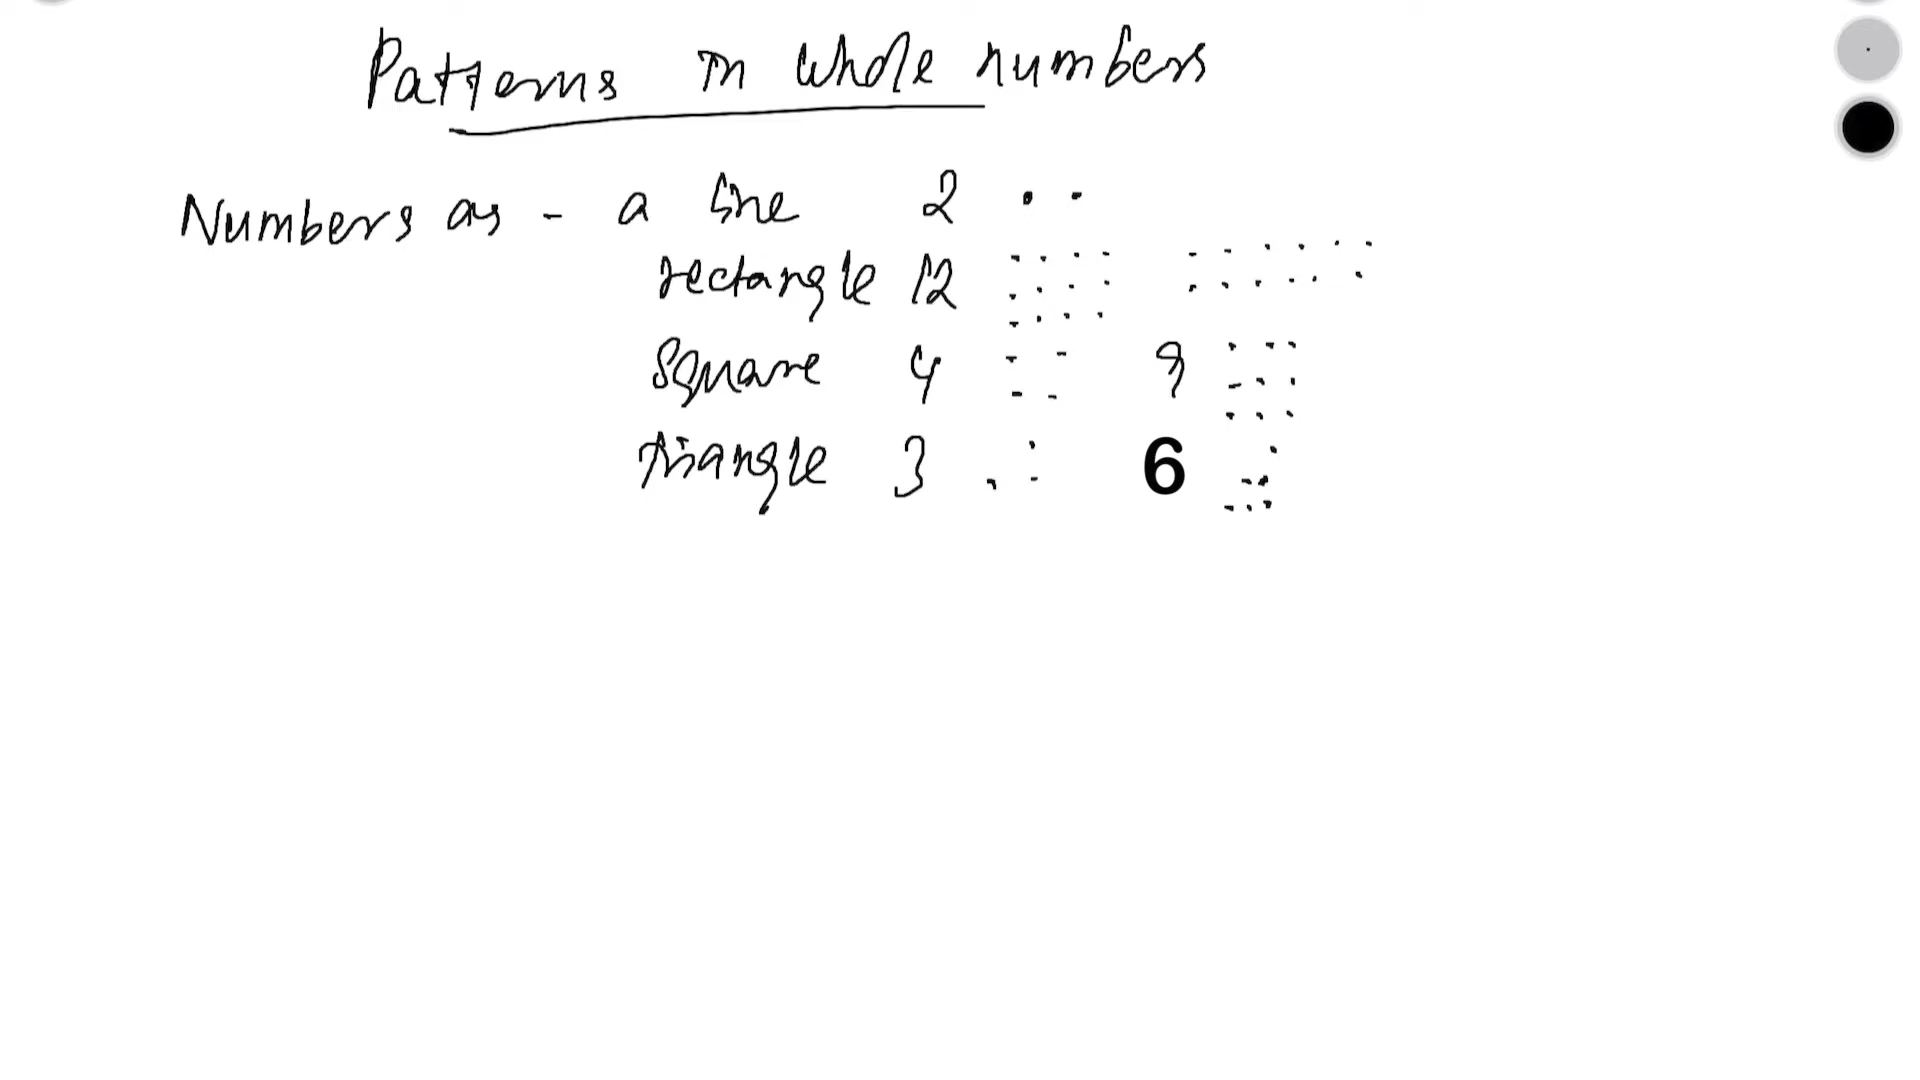 Patterns in whole numbers
Numbers as - a line 2
rectangle 12
square 4 9
triangle 3 6